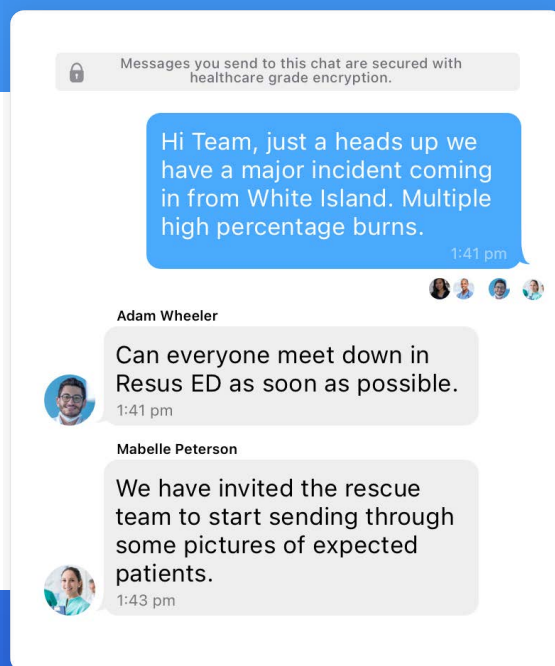 Messages you send to this chat are secured with
healthcare grade encryption.
Hi Team, just a heads up we
have a major incident coming
in from White Island. Multiple
high percentage burns.
1:41 pm
Adam Wheeler
Can everyone meet down in
Resus ED as soon as possible.
1:41 pm
Mabelle Peterson
We have invited the rescue
team to start sending through
some pictures of expected
patients.
1:43 pm